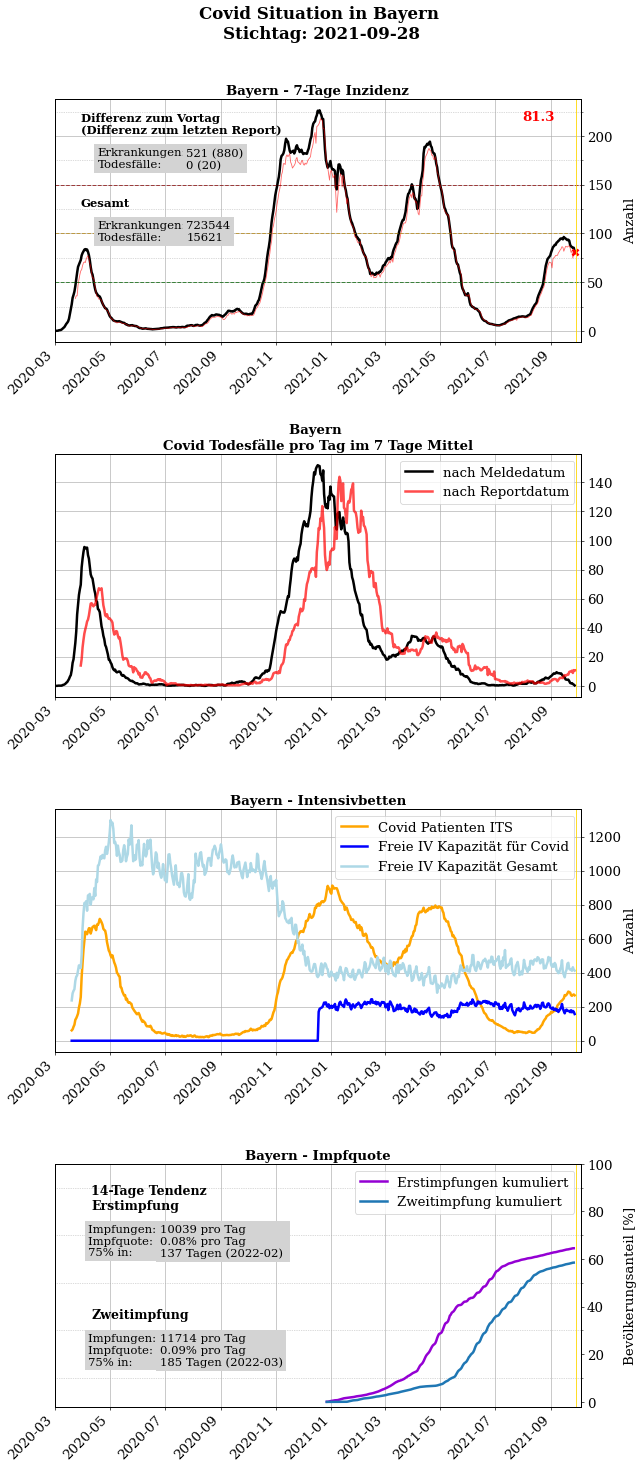 Covid Situation in Bayern
Stichtag: 2021-09-28
Bayern - 7-Tage Inzidenz
Differenz zum Vortag
(Differenz zum letzten Report)
Erkrankungen 521 (880)
Todesfälle: 0 (20)
Gesamt
Erkrankungen 723544
Todesfälle: 15621
81.3
200
150
100
50
0
Anzahl
2020-03
2020-05
2020-07
2020-09
2020-11
2021-01
2021-03
2021-05
2021-07
2021-09
Bayern
Covid Todesfälle pro Tag im 7 Tage Mittel
nach Meldedatum
nach Reportdatum
140
120
100
80
60
40
20
0
2020-03
2020-05
2020-07
2020-09
2020-11
2021-01
2021-03
2021-05
2021-07
2021-09
Bayern - Intensivbetten
Covid Patienten ITS
Freie IV Kapazität für Covid
Freie IV Kapazität Gesamt
1200
1000
800
600
400
200
0
Anzahl
2020-03
2020-05
2020-07
2020-09
2020-11
2021-01
2021-03
2021-05
2021-07
2021-09
Bayern - Impfquote
14-Tage Tendenz
Erstimpfung
Impfungen: 10039 pro Tag
Impfquote: 0.08% pro Tag
75% in: 137 Tagen (2022-02)
Zweitimpfung
Impfungen: 11714 pro Tag
Impfquote: 0.09% pro Tag
75% in: 185 Tagen (2022-03)
Erstimpfungen kumuliert
Zweitimpfung kumuliert
100
80
60
40
20
0
Bevölkerungsanteil [%]
2020-03
2020-05
2020-07
2020-09
2020-11
2021-01
2021-03
2021-05
2021-07
2021-09